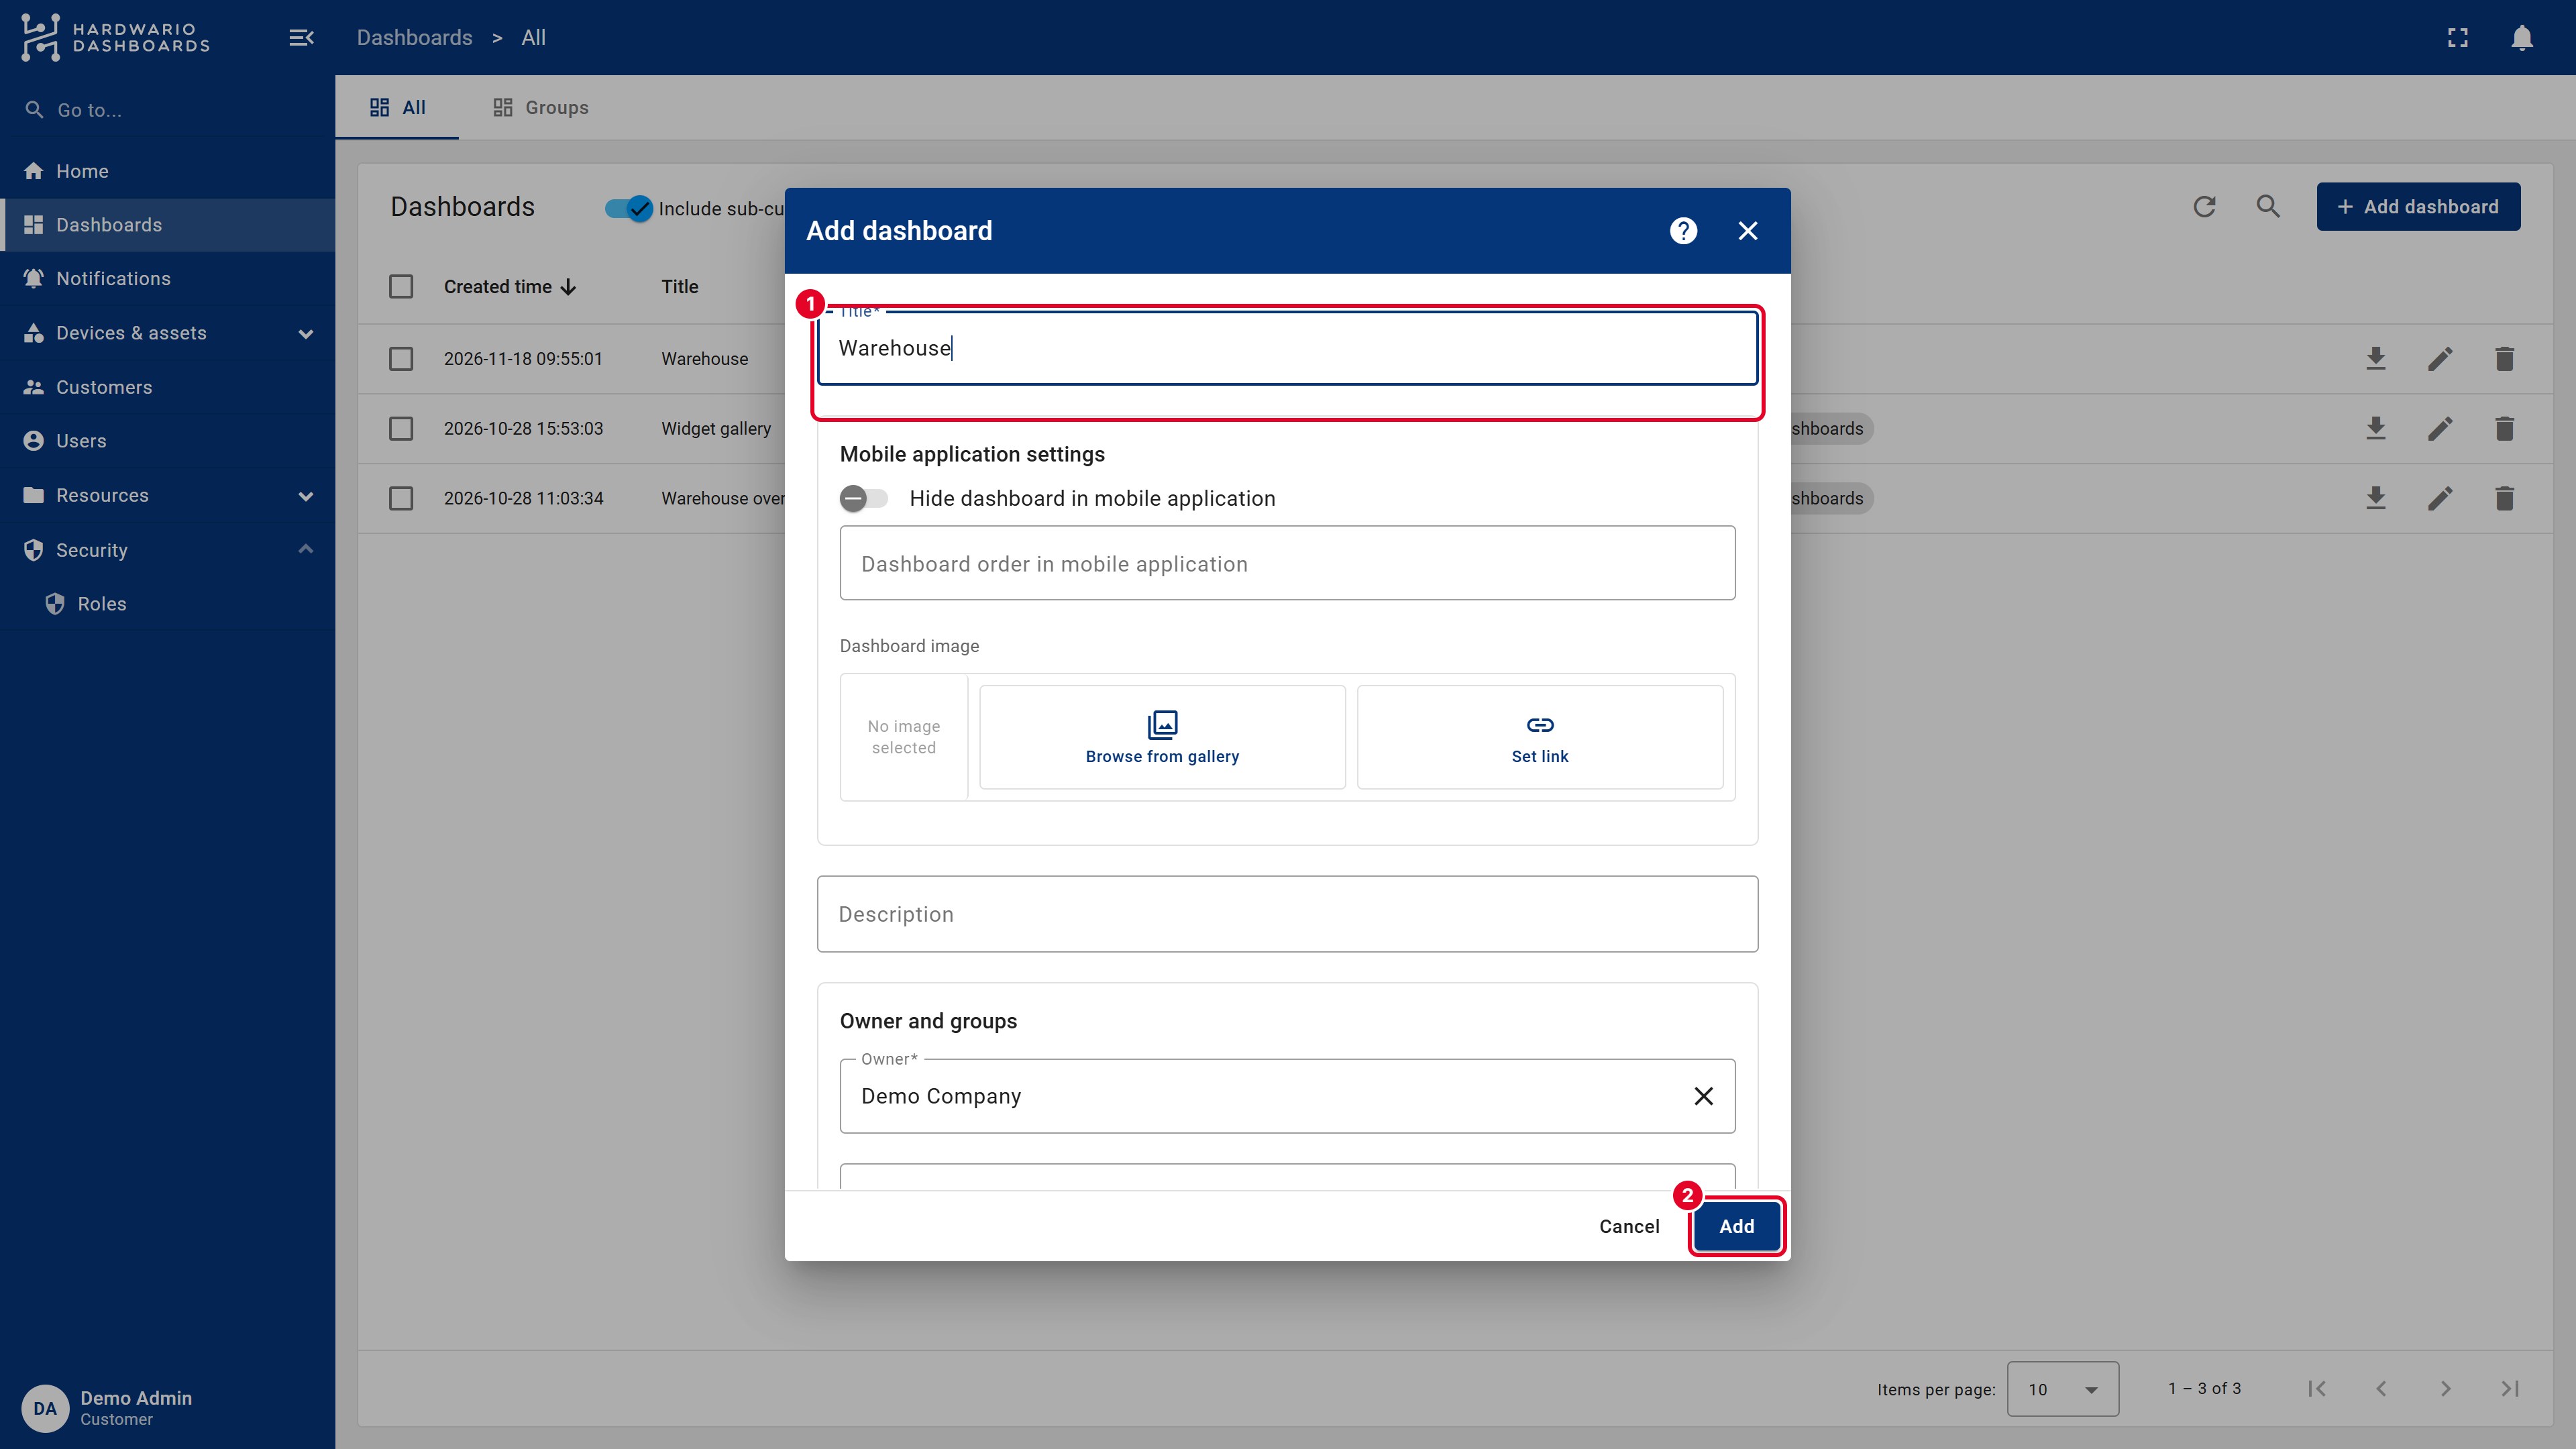 HARDWARIO
DASHBOARDS
Dashboards > All
Go to...
Home
Dashboards
Notifications
Devices & assets
Customers
Users
Resources
Security
Roles
DA
Demo Admin
Customer
All
Groups
Dashboards
Include sub-cu
+ Add dashboard
Created time
Title
2026-11-18 09:55:01
Warehouse
2026-10-28 15:53:03
Widget gallery
shboards
2026-10-28 11:03:34
Warehouse over
shboards
Add dashboard
?
1
Title*
Warehouse
Mobile application settings
Hide dashboard in mobile application
Dashboard order in mobile application
Dashboard image
No image
selected
Browse from gallery
Set link
Description
Owner and groups
Owner*
Demo Company
2
Cancel
Add
Items per page:
10
1 – 3 of 3